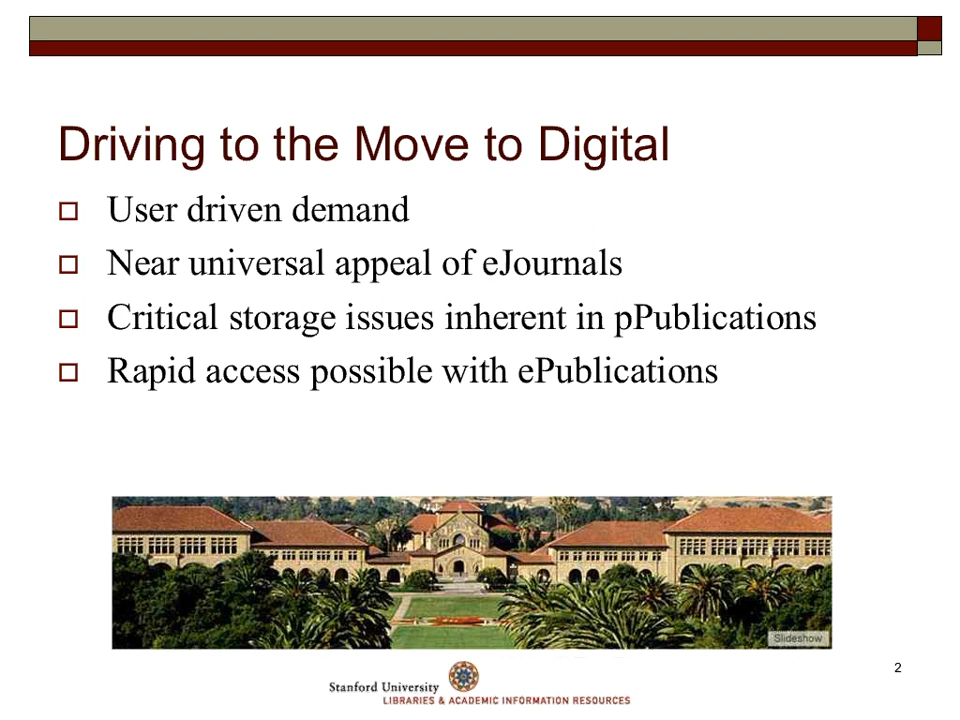 Driving to the Move to Digital
User driven demand
Near universal appeal of eJournals
Critical storage issues inherent in pPublications
Rapid access possible with ePublications
Slideshow
2
Stanford University
LIBRARIES & ACADEMIC INFORMATION RESOURCES